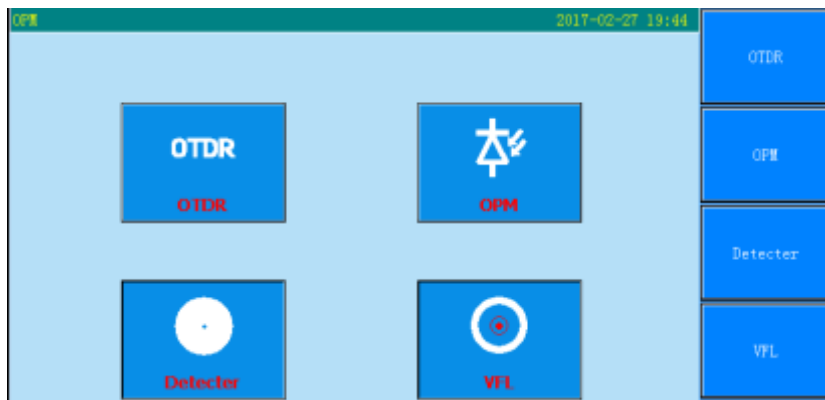 OPM 2017-02-27 19:44
OTDR
OPM
Detecter
VFL
OTDR
OTDR
OPM
Detecter
VFL